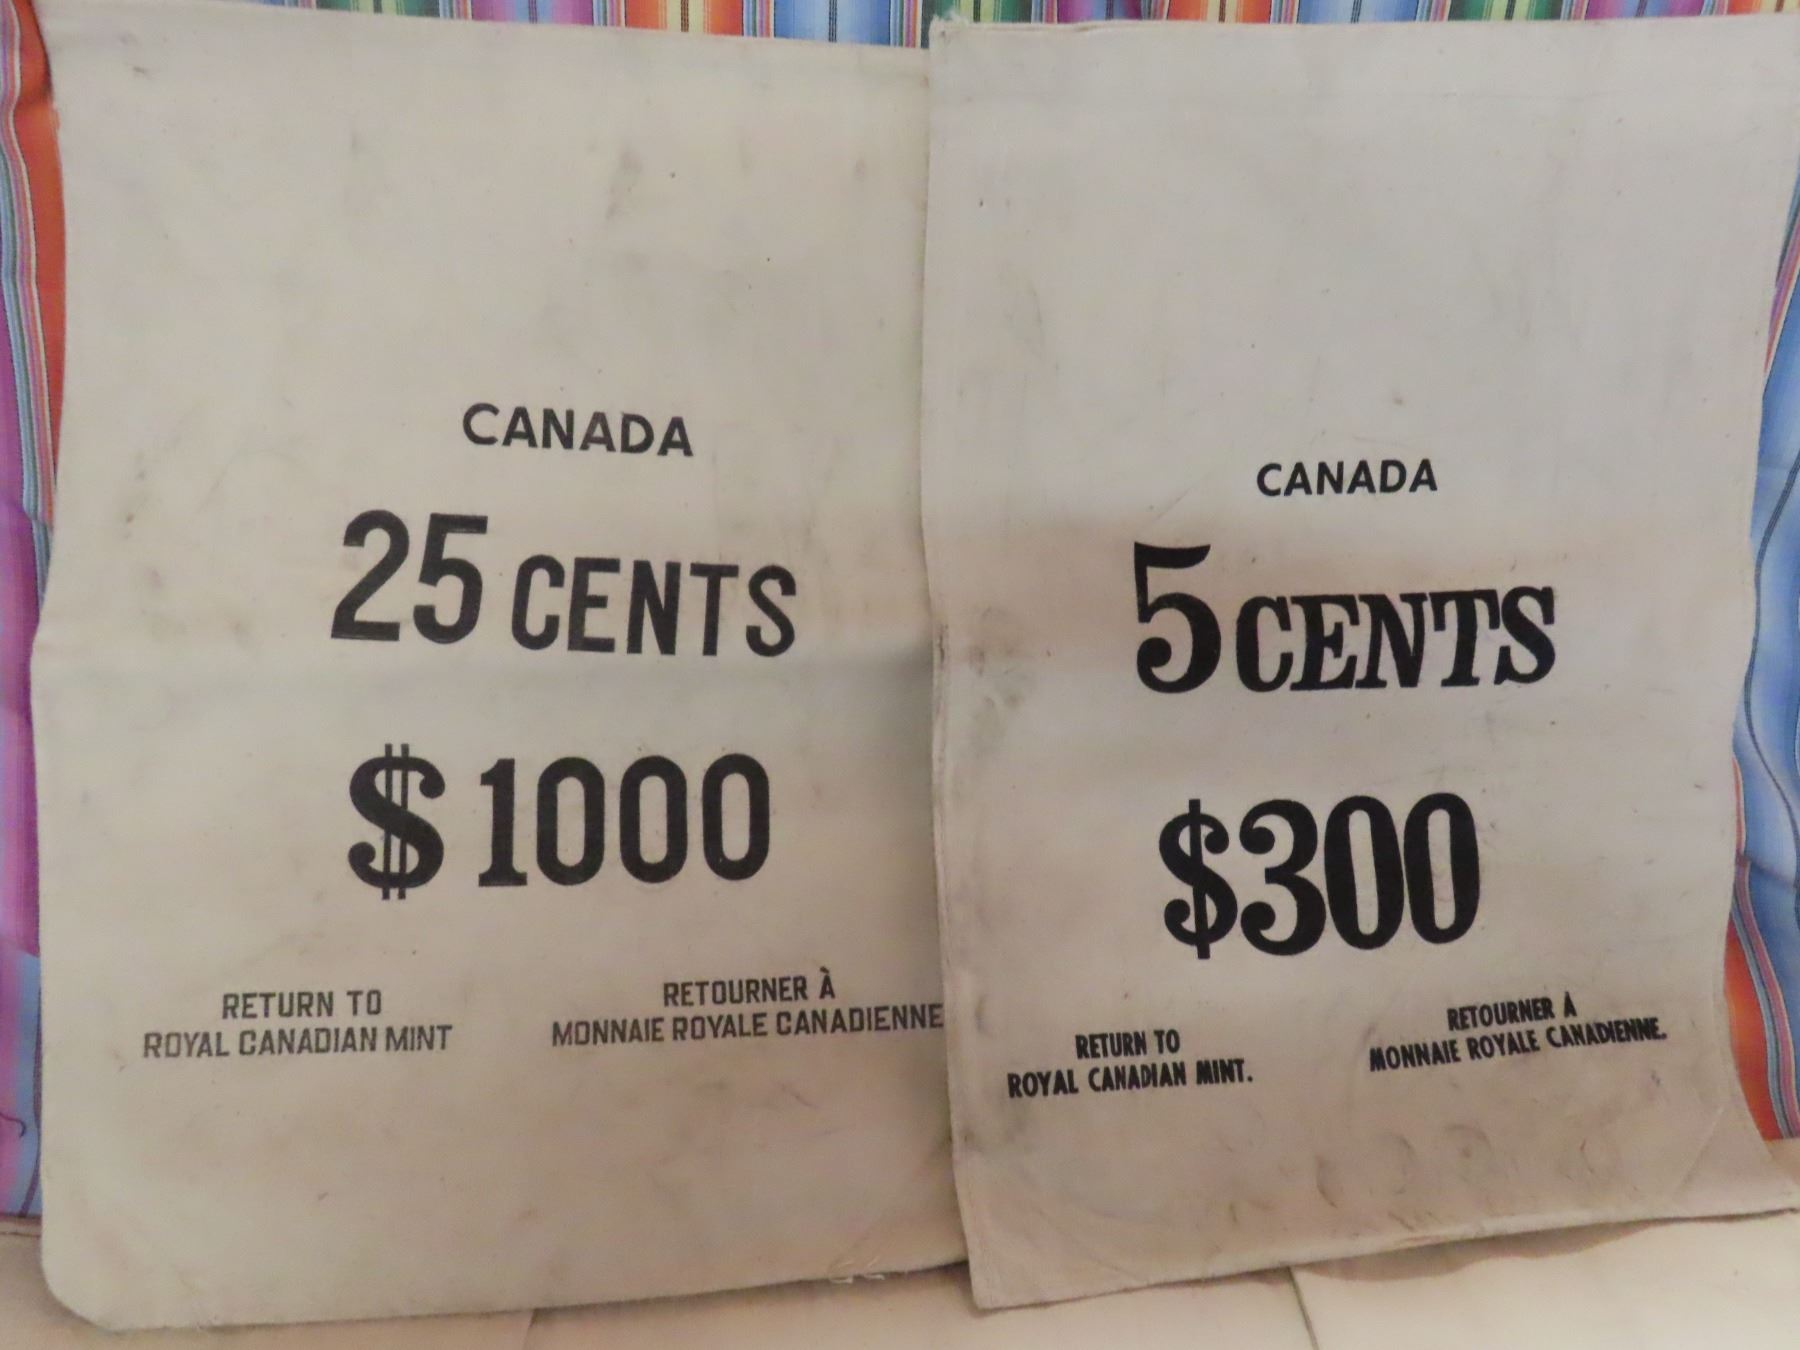 CANADA
25 CENTS
$1000
RETURN TO
ROYAL CANADIAN MINT
RETOURNER À
MONNAIE ROYALE CANADIENNE
CANADA
5 CENTS
$300
RETURN TO
ROYAL CANADIAN MINT.
RETOURNER À
MONNAIE ROYALE CANADIENNE.